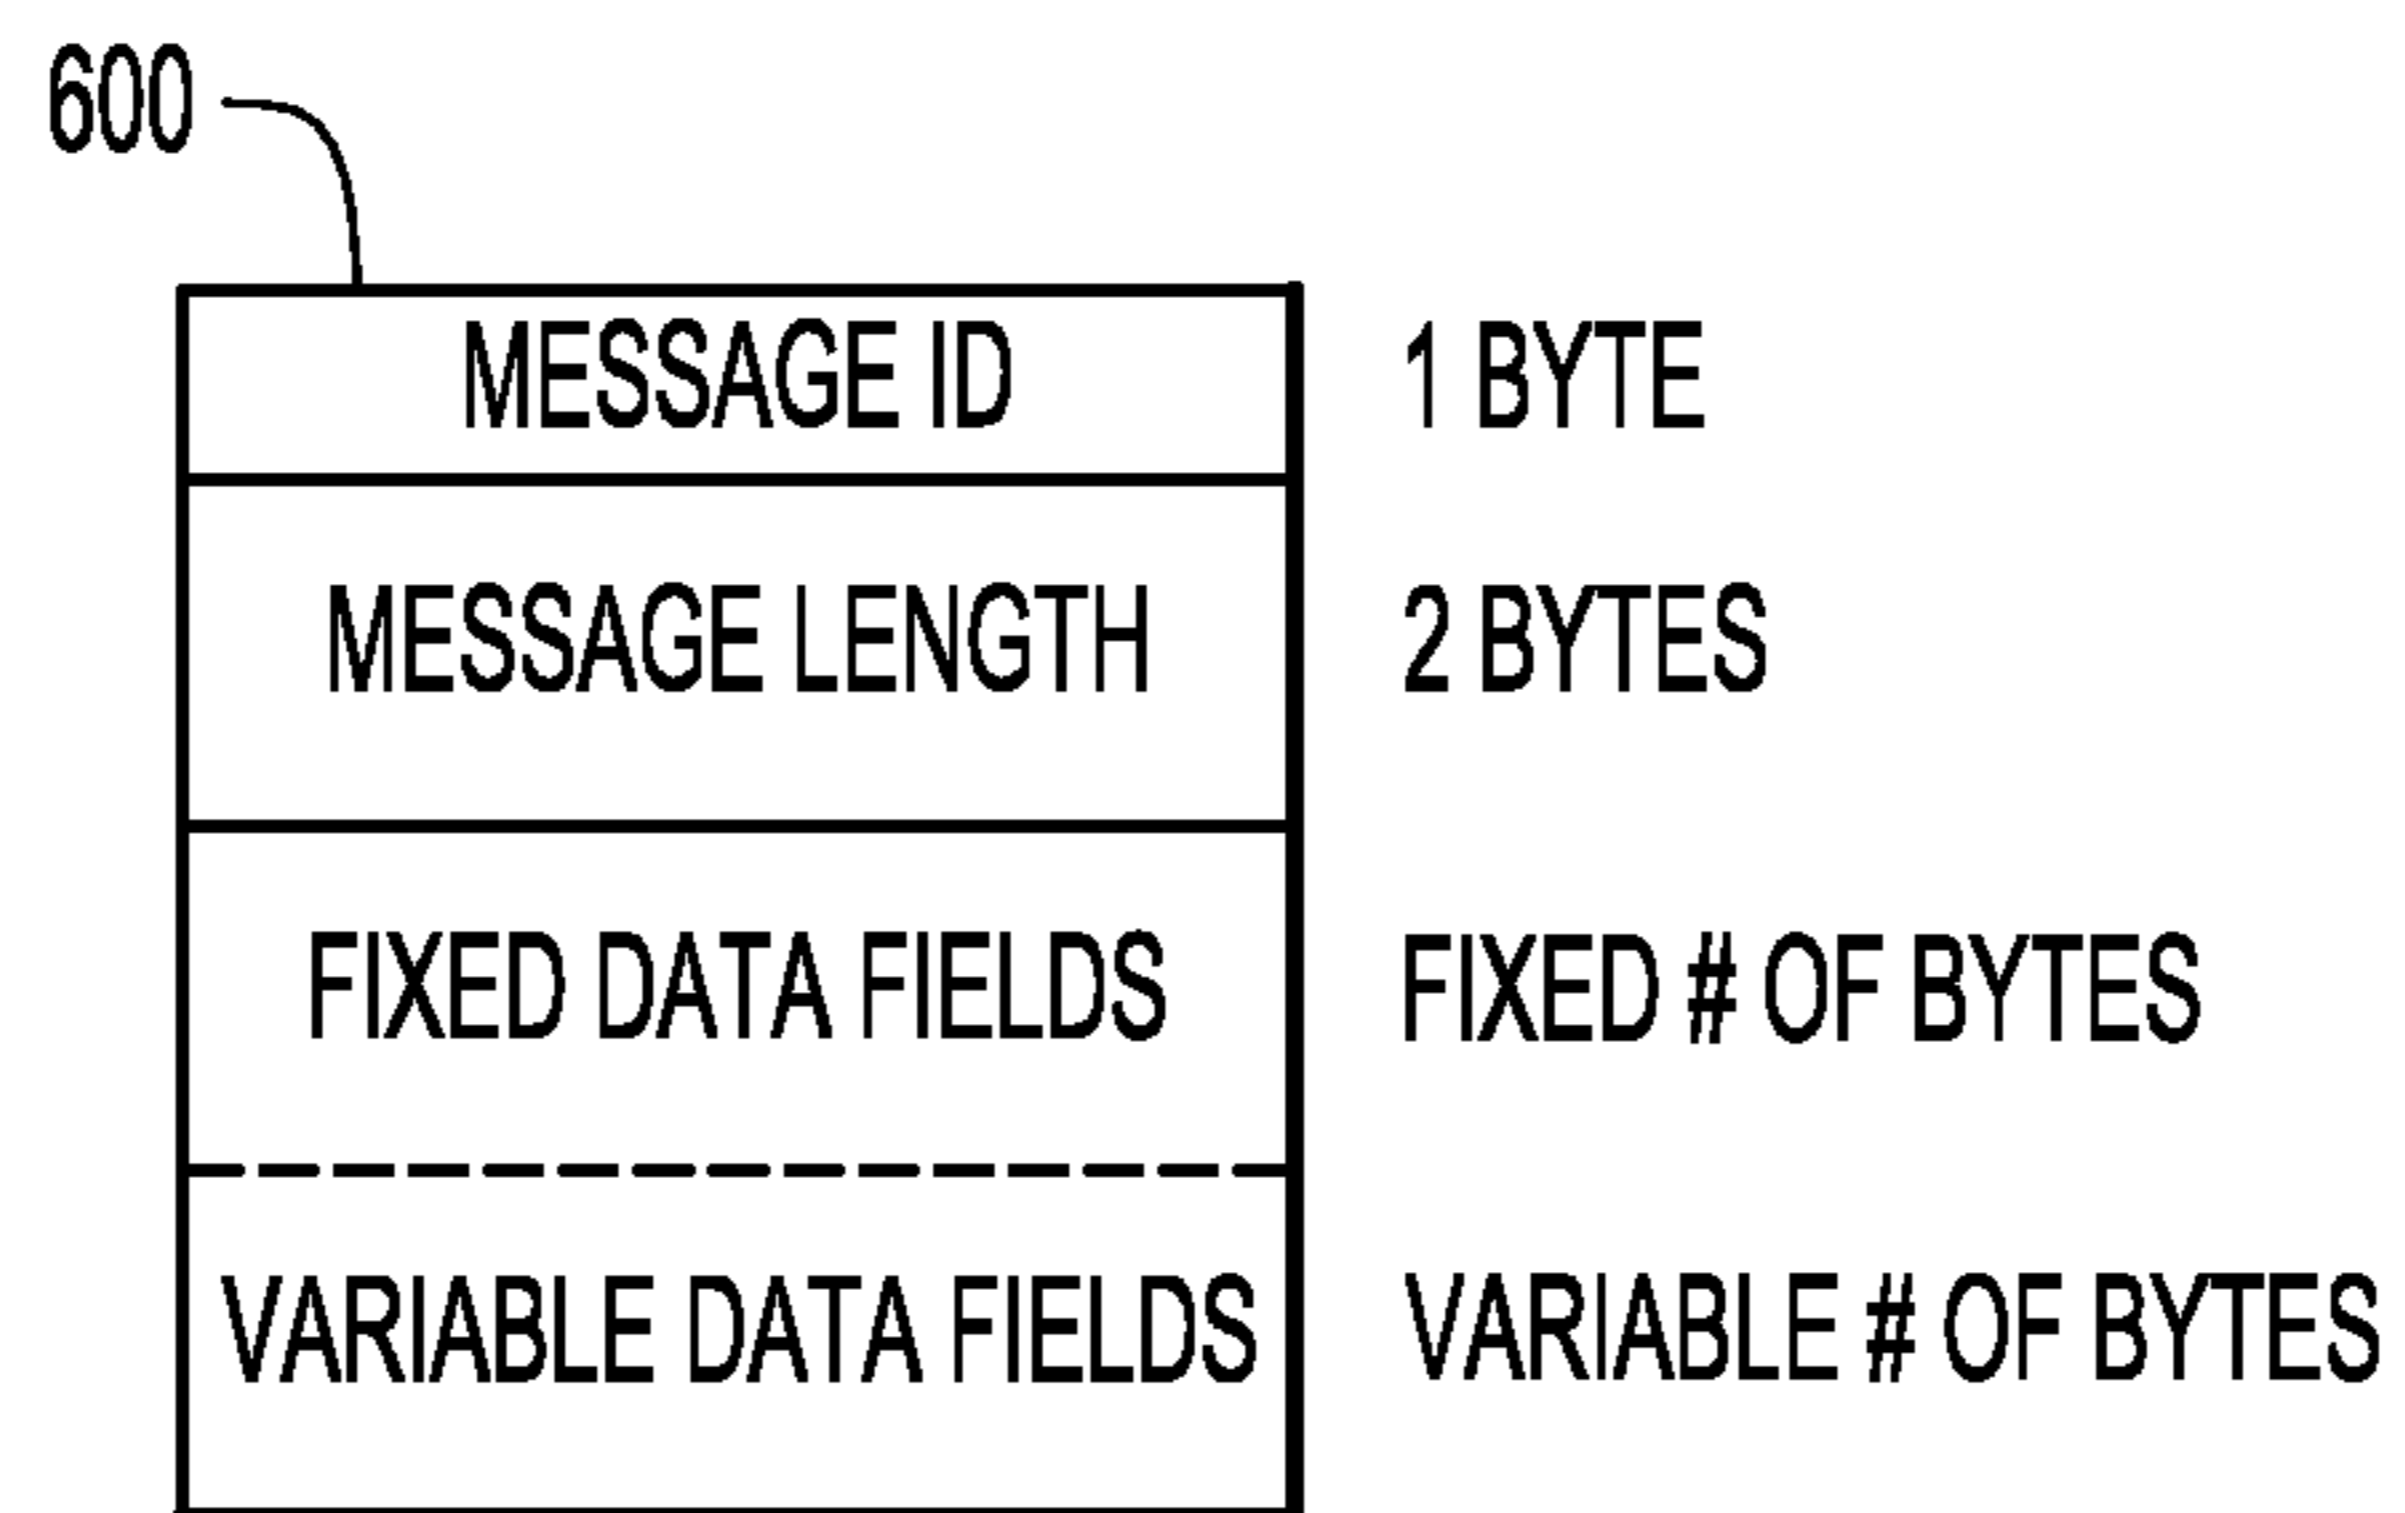 600
MESSAGE ID 1 BYTE
MESSAGE LENGTH 2 BYTES
FIXED DATA FIELDS FIXED # OF BYTES
VARIABLE DATA FIELDS VARIABLE # OF BYTES